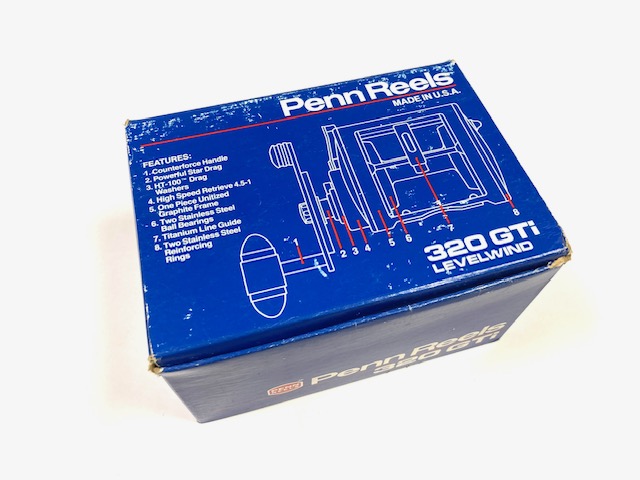 Penn Reels
MADE IN U.S.A.
FEATURES:
1. Counterforce Handle
2. Powerful Star Drag
3. HT-100™ Drag
Washers
4. High Speed Retrieve 4.5-1
5. One Piece Unitized
Graphite Frame
6. Two Stainless Steel
Ball Bearings
7. Titanium Line Guide
8. Two Stainless Steel
Reinforcing
Rings
1 2 3 4 5 6 7 8
320 GTi
LEVELWIND
PENN
Penn Reels
320 GTi